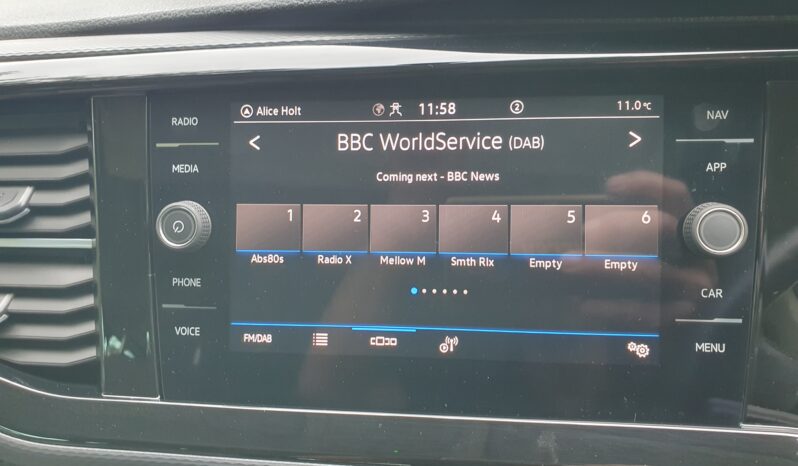 RADIO
MEDIA
PHONE
VOICE
Alice Holt
11:58
2
11.0°C
BBC WorldService (DAB)
Coming next - BBC News
1 2 3 4 5 6
Abs80s Radio X Mellow M Smth Rlx Empty Empty
FM/DAB
NAV
APP
CAR
MENU